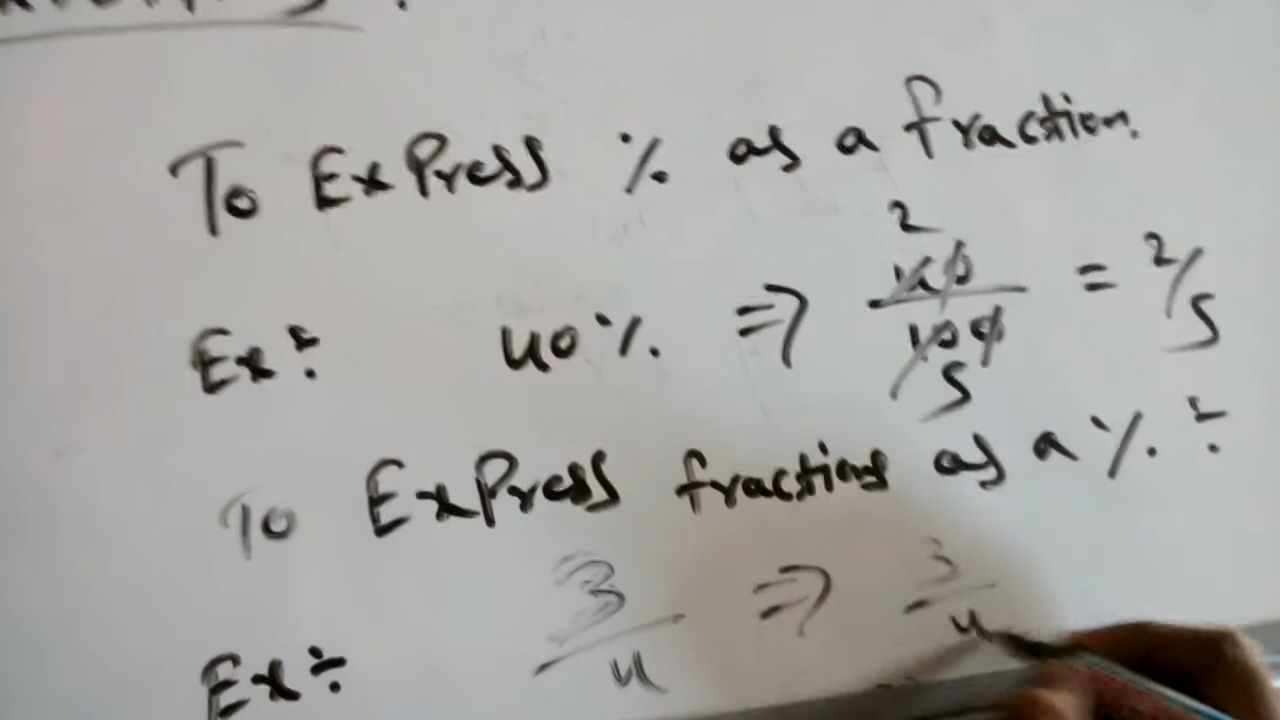 To Express % as a fraction.
Ex÷ 40% ⇒ 2 40/100 5 = 2/5
To Express fractions as a % ÷
Ex÷ 3/4 ⇒ 3/4